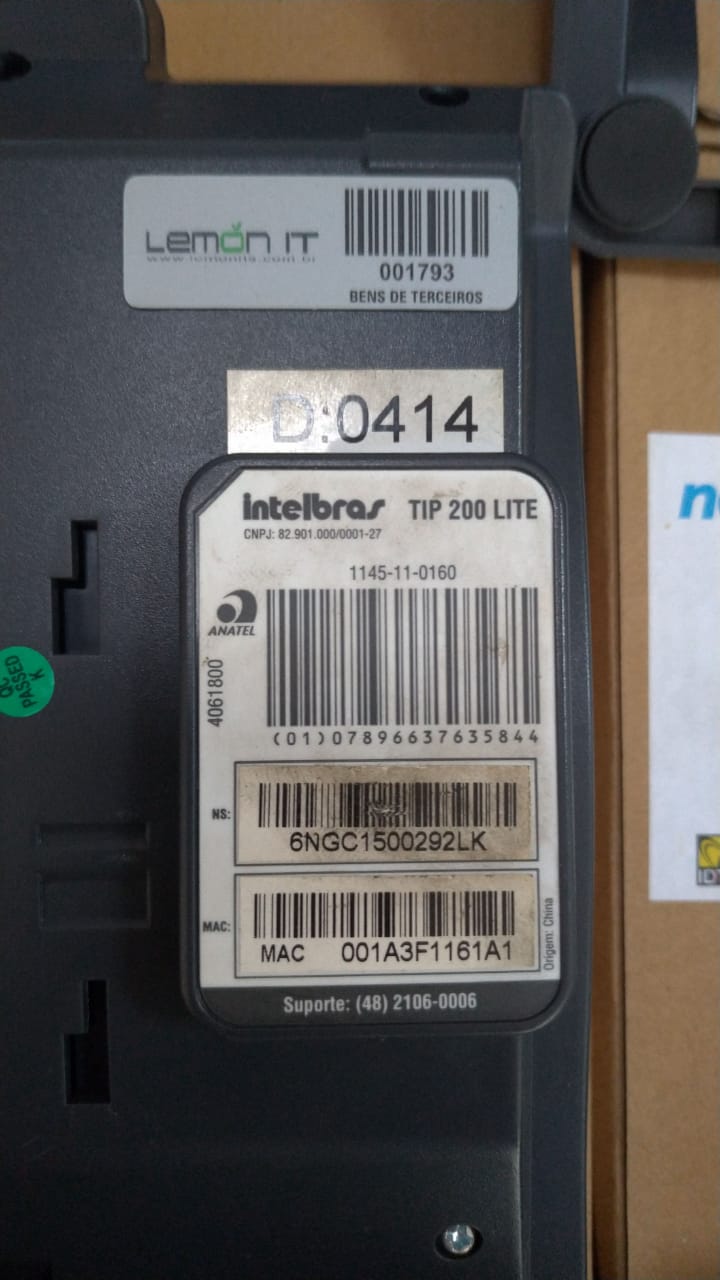 LEMON IT
001793
BENS DE TERCEIROS
D:0414
intelbras TIP 200 LITE
CNPJ: 82.901.000/0001-27
1145-11-0160
ANATEL
4061800
(01)07896637635844
QC
PASSED
K
NS:
6NGC1500292LK
MAC:
MAC 001A3F1161A1
Origem: China
Suporte: (48) 2106-0006